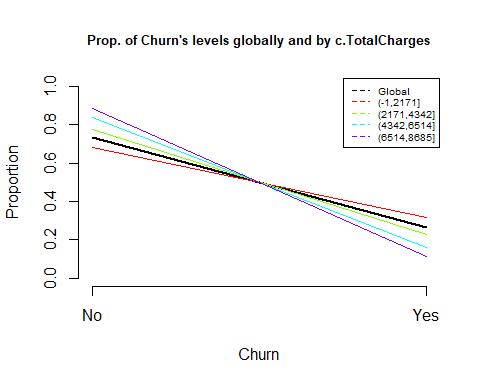 Prop. of Churn's levels globally and by c.TotalCharges
Global
(-1,2171]
(2171,4342]
(4342,6514]
(6514,8685]
Proportion
1.0
0.8
0.6
0.4
0.2
0.0
No
Yes
Churn